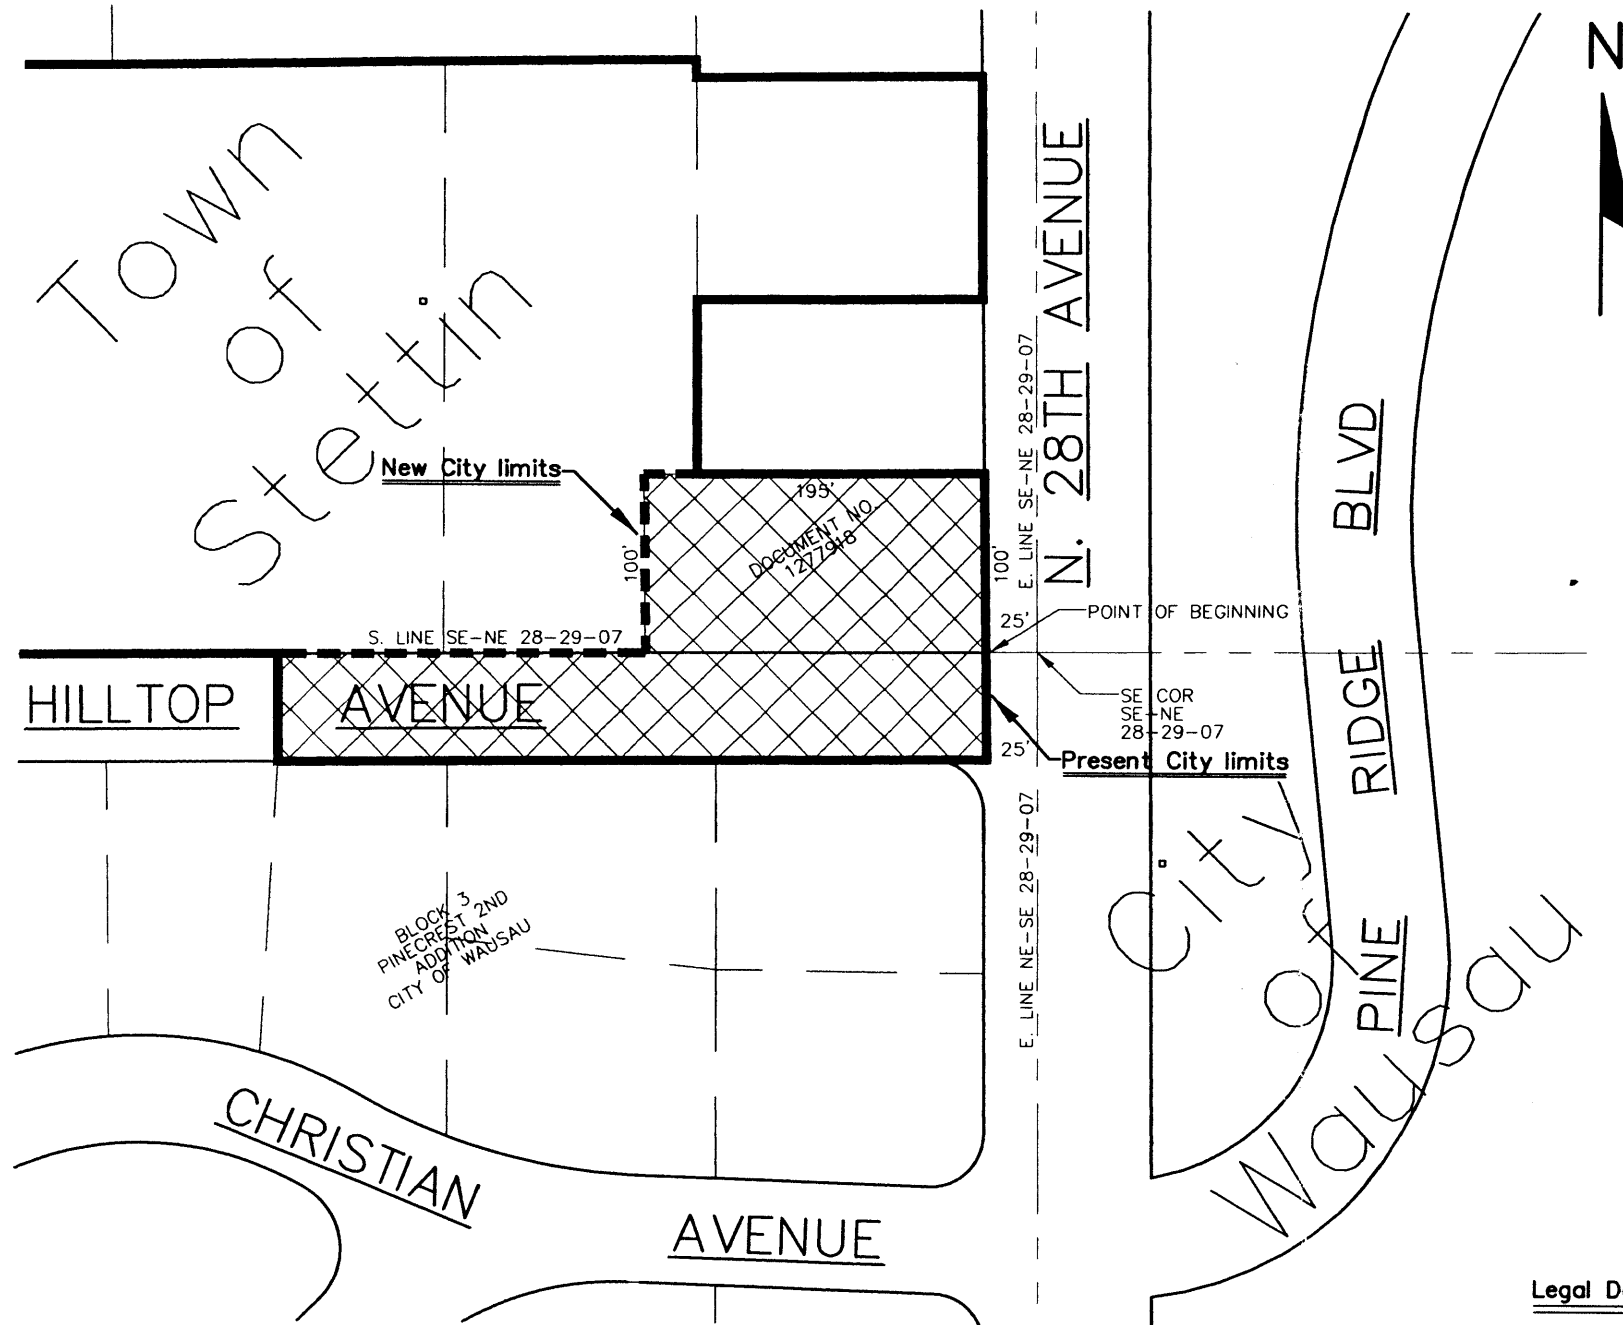 N
Town
of
Stettin
N. 28TH AVENUE
E. LINE SE-NE 28-29-07
BLVD
New City limits
195'
DOCUMENT NO.
1277918
100'
100'
25'
POINT OF BEGINNING
S. LINE SE-NE 28-29-07
RIDGE
HILLTOP AVENUE
SE COR
SE-NE
28-29-07
25'
Present City limits
E. LINE NE-SE 28-29-07
City
of
Wausau
BLOCK 3
PINECREST 2ND
ADDITION
CITY OF WAUSAU
PINE
CHRISTIAN
AVENUE
Legal D